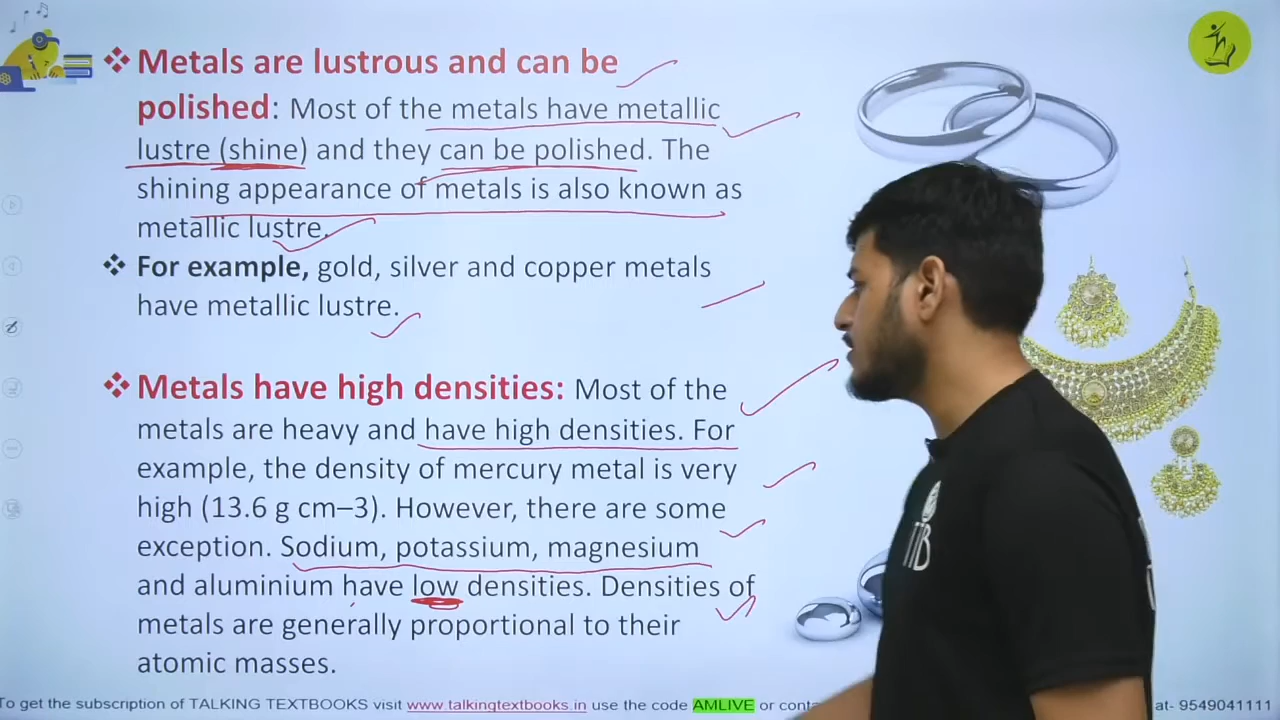 ❖ Metals are lustrous and can be
polished: Most of the metals have metallic
lustre (shine) and they can be polished. The
shining appearance of metals is also known as
metallic lustre.
❖ For example, gold, silver and copper metals
have metallic lustre.
❖ Metals have high densities: Most of the
metals are heavy and have high densities. For
example, the density of mercury metal is very
high (13.6 g cm–3). However, there are some
exception. Sodium, potassium, magnesium
and aluminium have low densities. Densities of
metals are generally proportional to their
atomic masses.
To get the subscription of TALKING TEXTBOOKS visit www.talkingtextbooks.in use the code AMLIVE or at- 9549041111